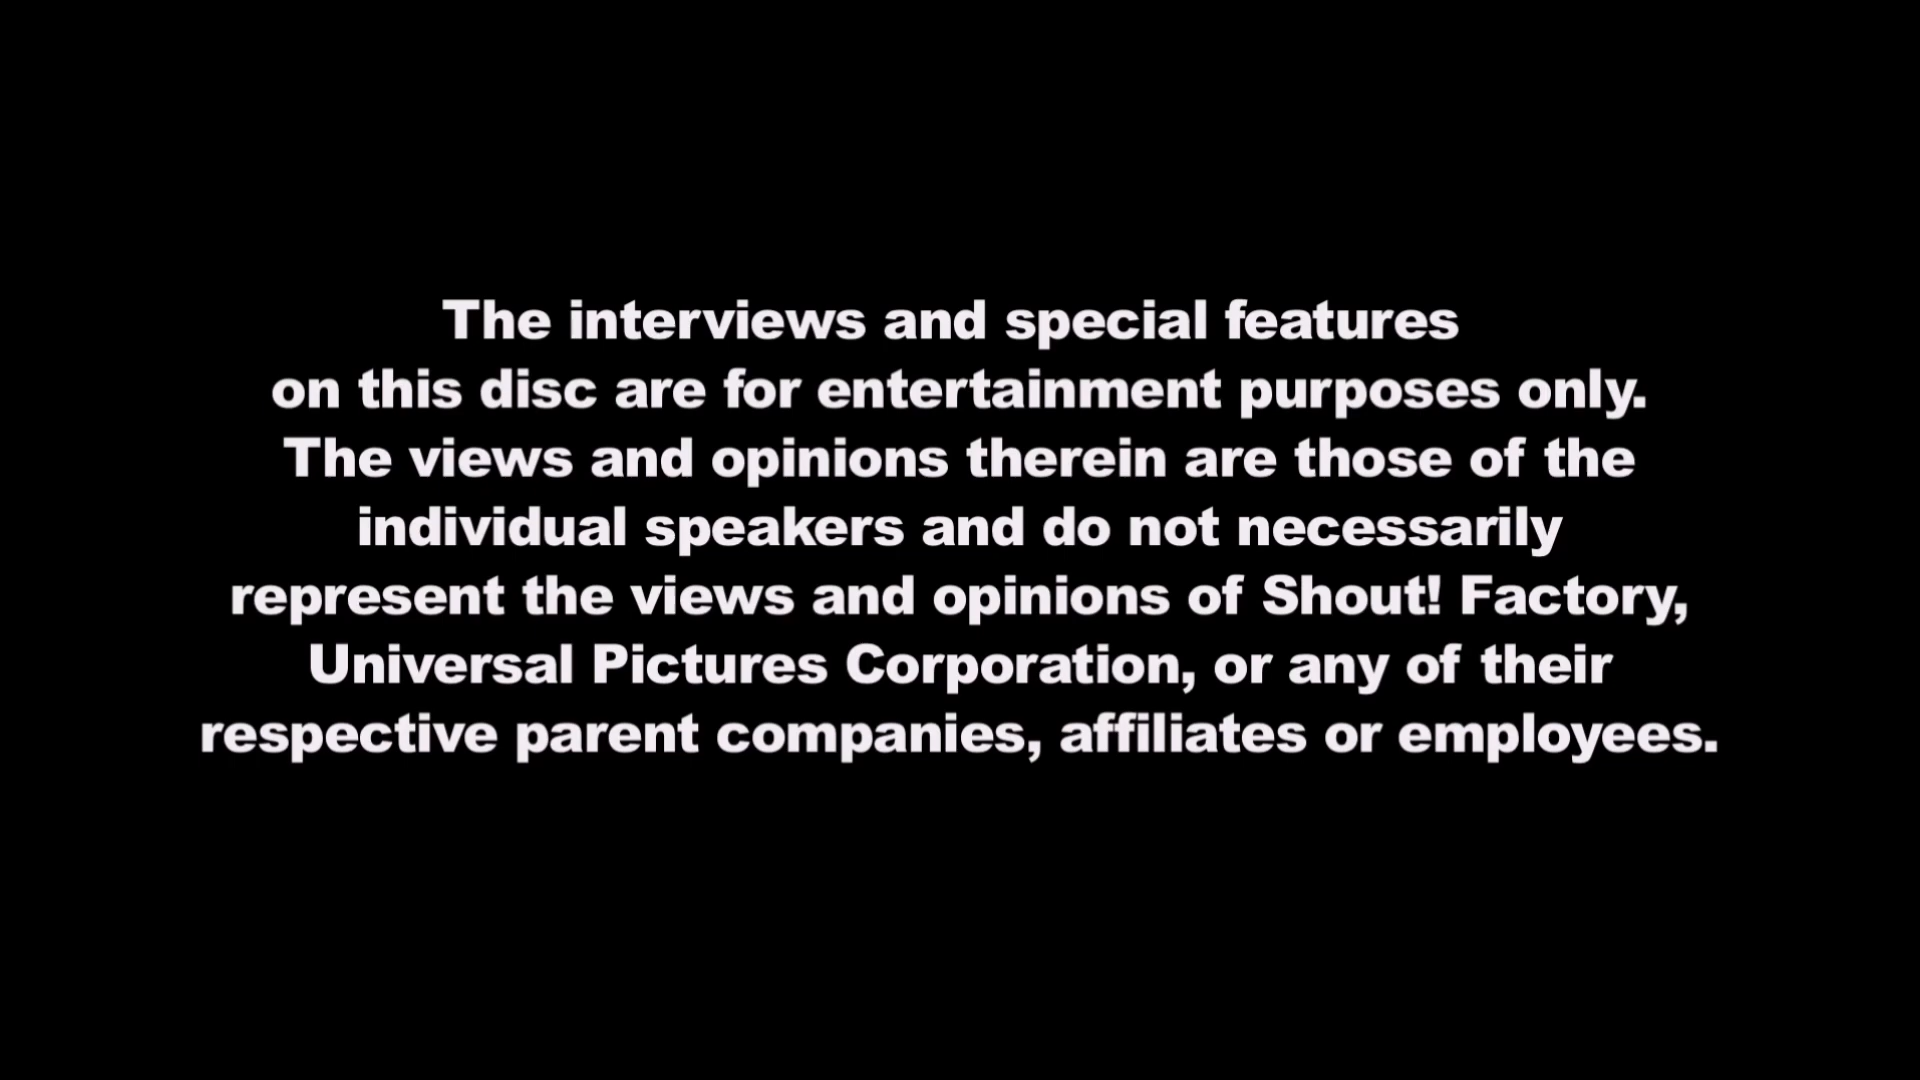 The interviews and special features
on this disc are for entertainment purposes only.
The views and opinions therein are those of the
individual speakers and do not necessarily
represent the views and opinions of Shout! Factory,
Universal Pictures Corporation, or any of their
respective parent companies, affiliates or employees.